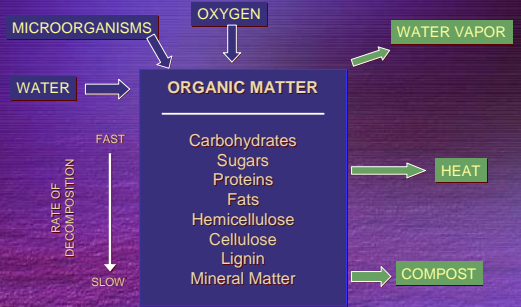 OXYGEN
MICROORGANISMS
WATER VAPOR
WATER
ORGANIC MATTER
FAST
Carbohydrates
Sugars
Proteins
Fats
Hemicellulose
Cellulose
Lignin
Mineral Matter
RATE OF
DECOMPOSITION
SLOW
HEAT
COMPOST